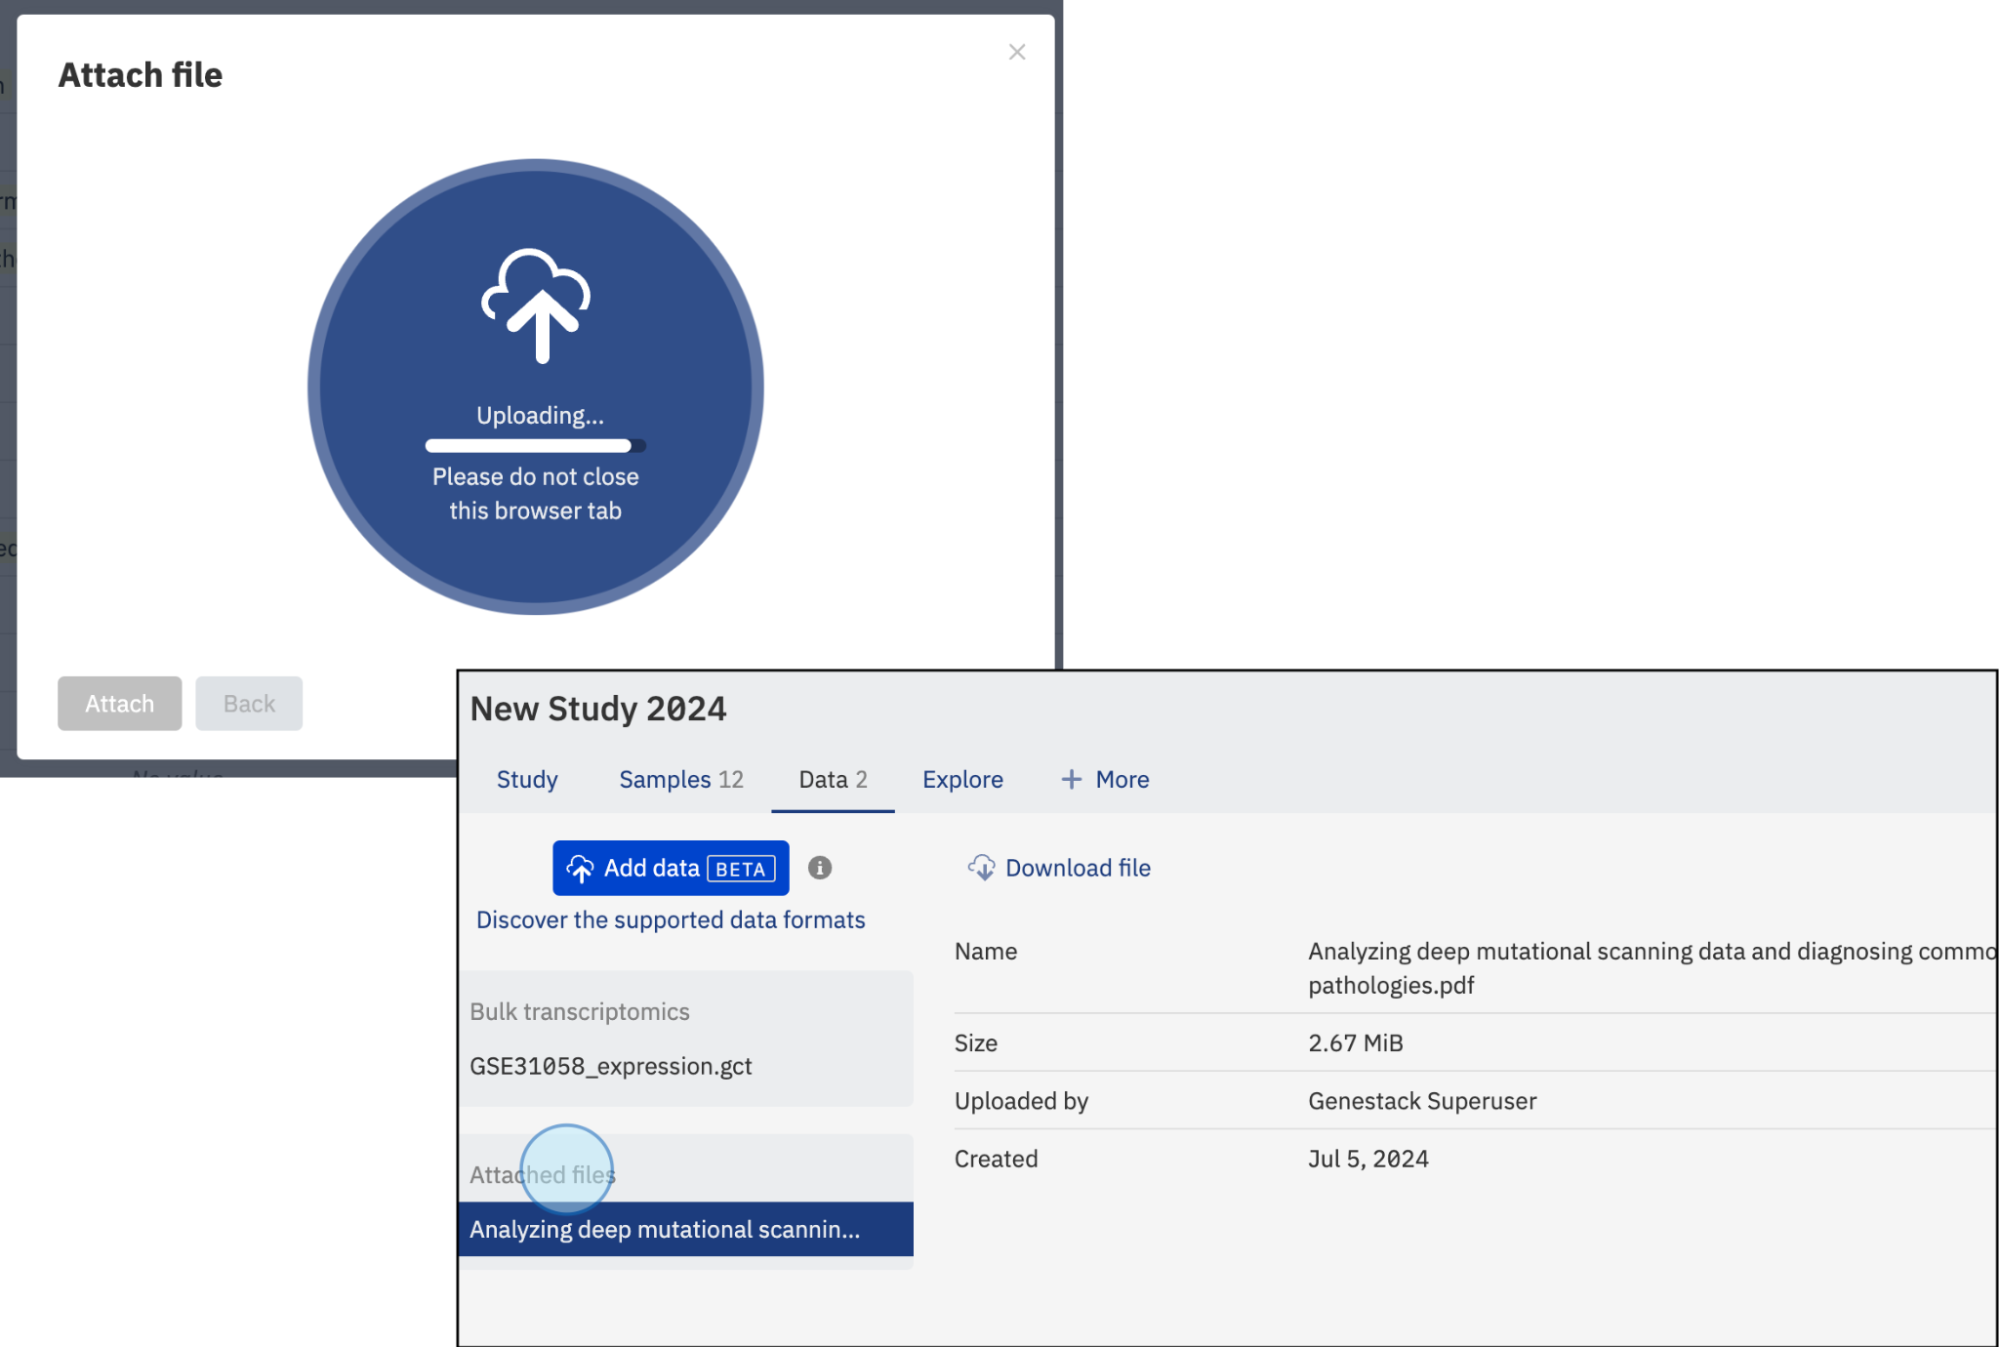 Attach file
Uploading...
Please do not close
this browser tab
Attach
Back
New Study 2024
Study
Samples 12
Data 2
Explore
+ More
Add data BETA
Download file
Discover the supported data formats
Name
Analyzing deep mutational scanning data and diagnosing commo
pathologies.pdf
Bulk transcriptomics
Size
2.67 MiB
GSE31058_expression.gct
Uploaded by
Genestack Superuser
Created
Jul 5, 2024
Attached files
Analyzing deep mutational scannin...